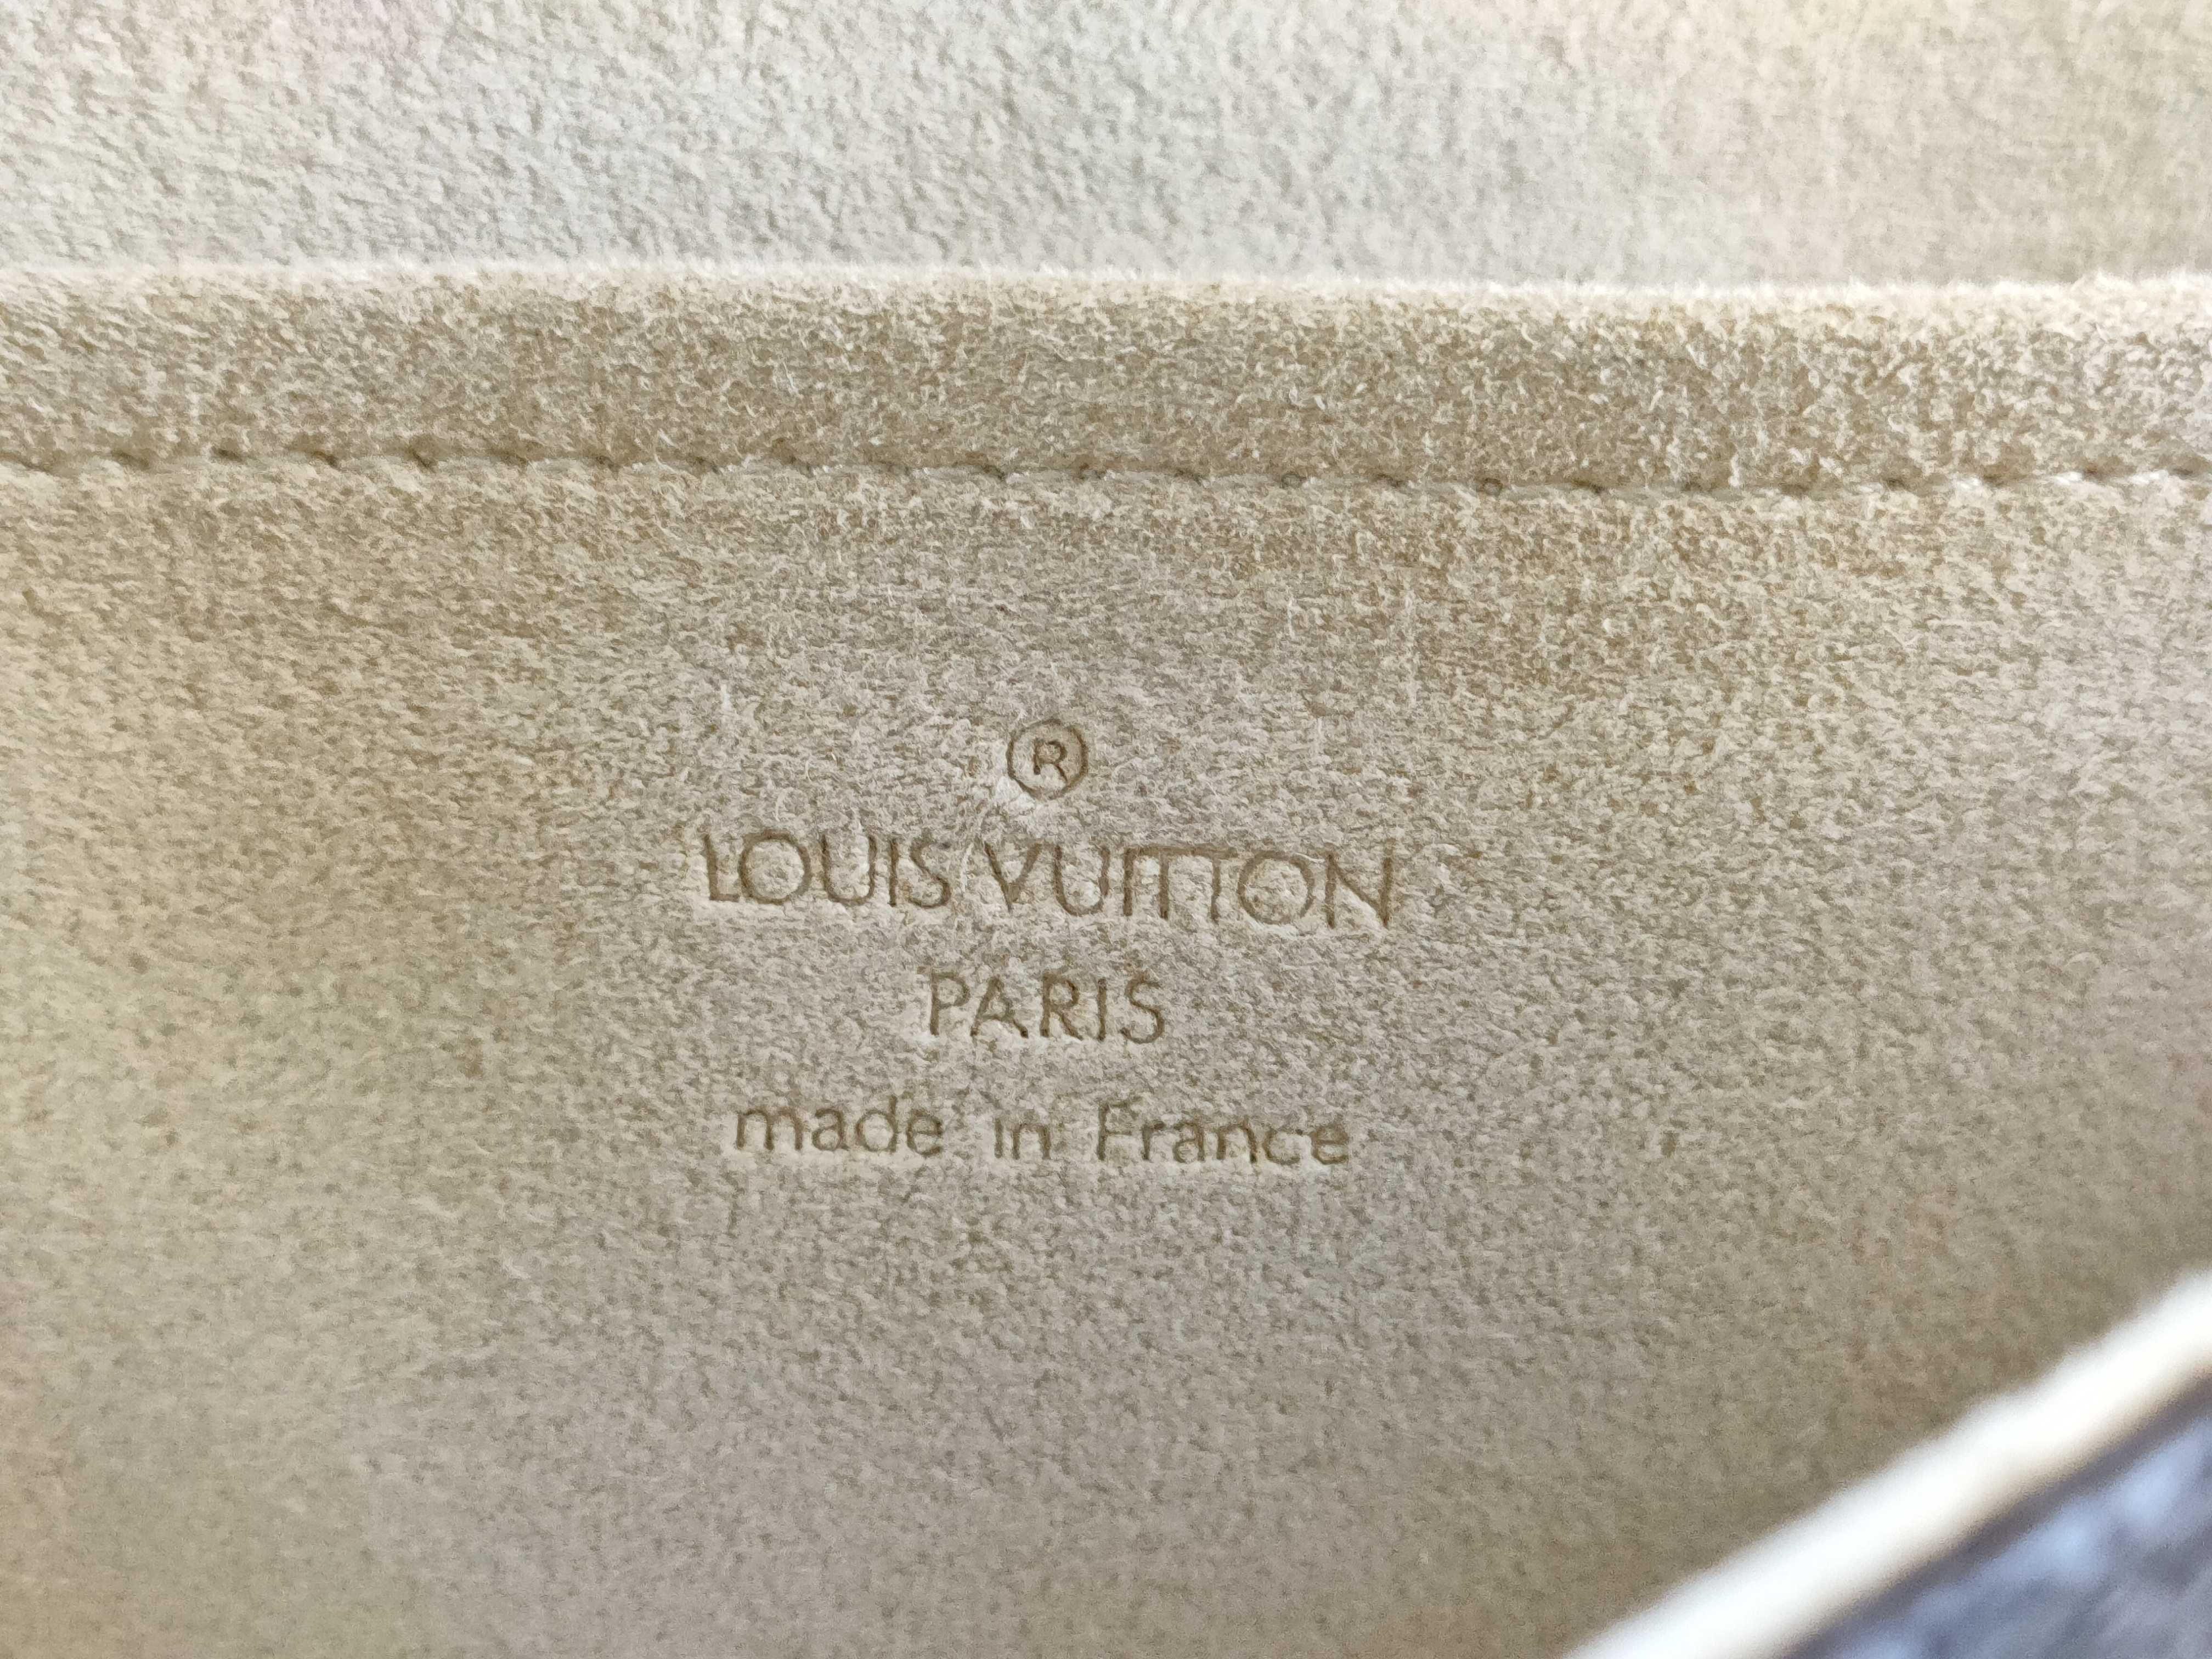 ®
LOUIS VUITTON
PARIS
made in France